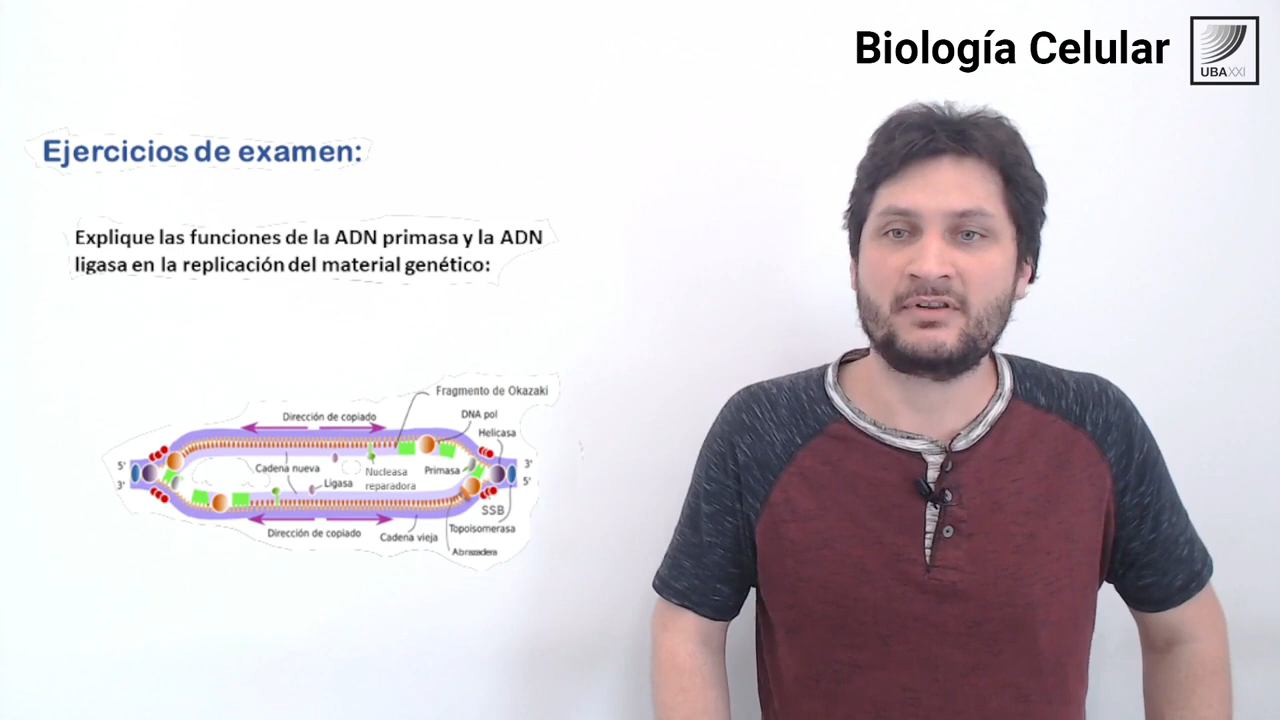 Biología Celular
UBAXXI
Ejercicios de examen:
Explique las funciones de la ADN primasa y la ADN
ligasa en la replicación del material genético:
Fragmento de Okazaki
Dirección de copiado
DNA pol
Helicasa
5'
3'
Cadena nueva
Nucleasa
reparadora
Primasa
3'
5'
Ligasa
SSB
Topoisomerasa
Dirección de copiado
Cadena vieja
Abrazadera